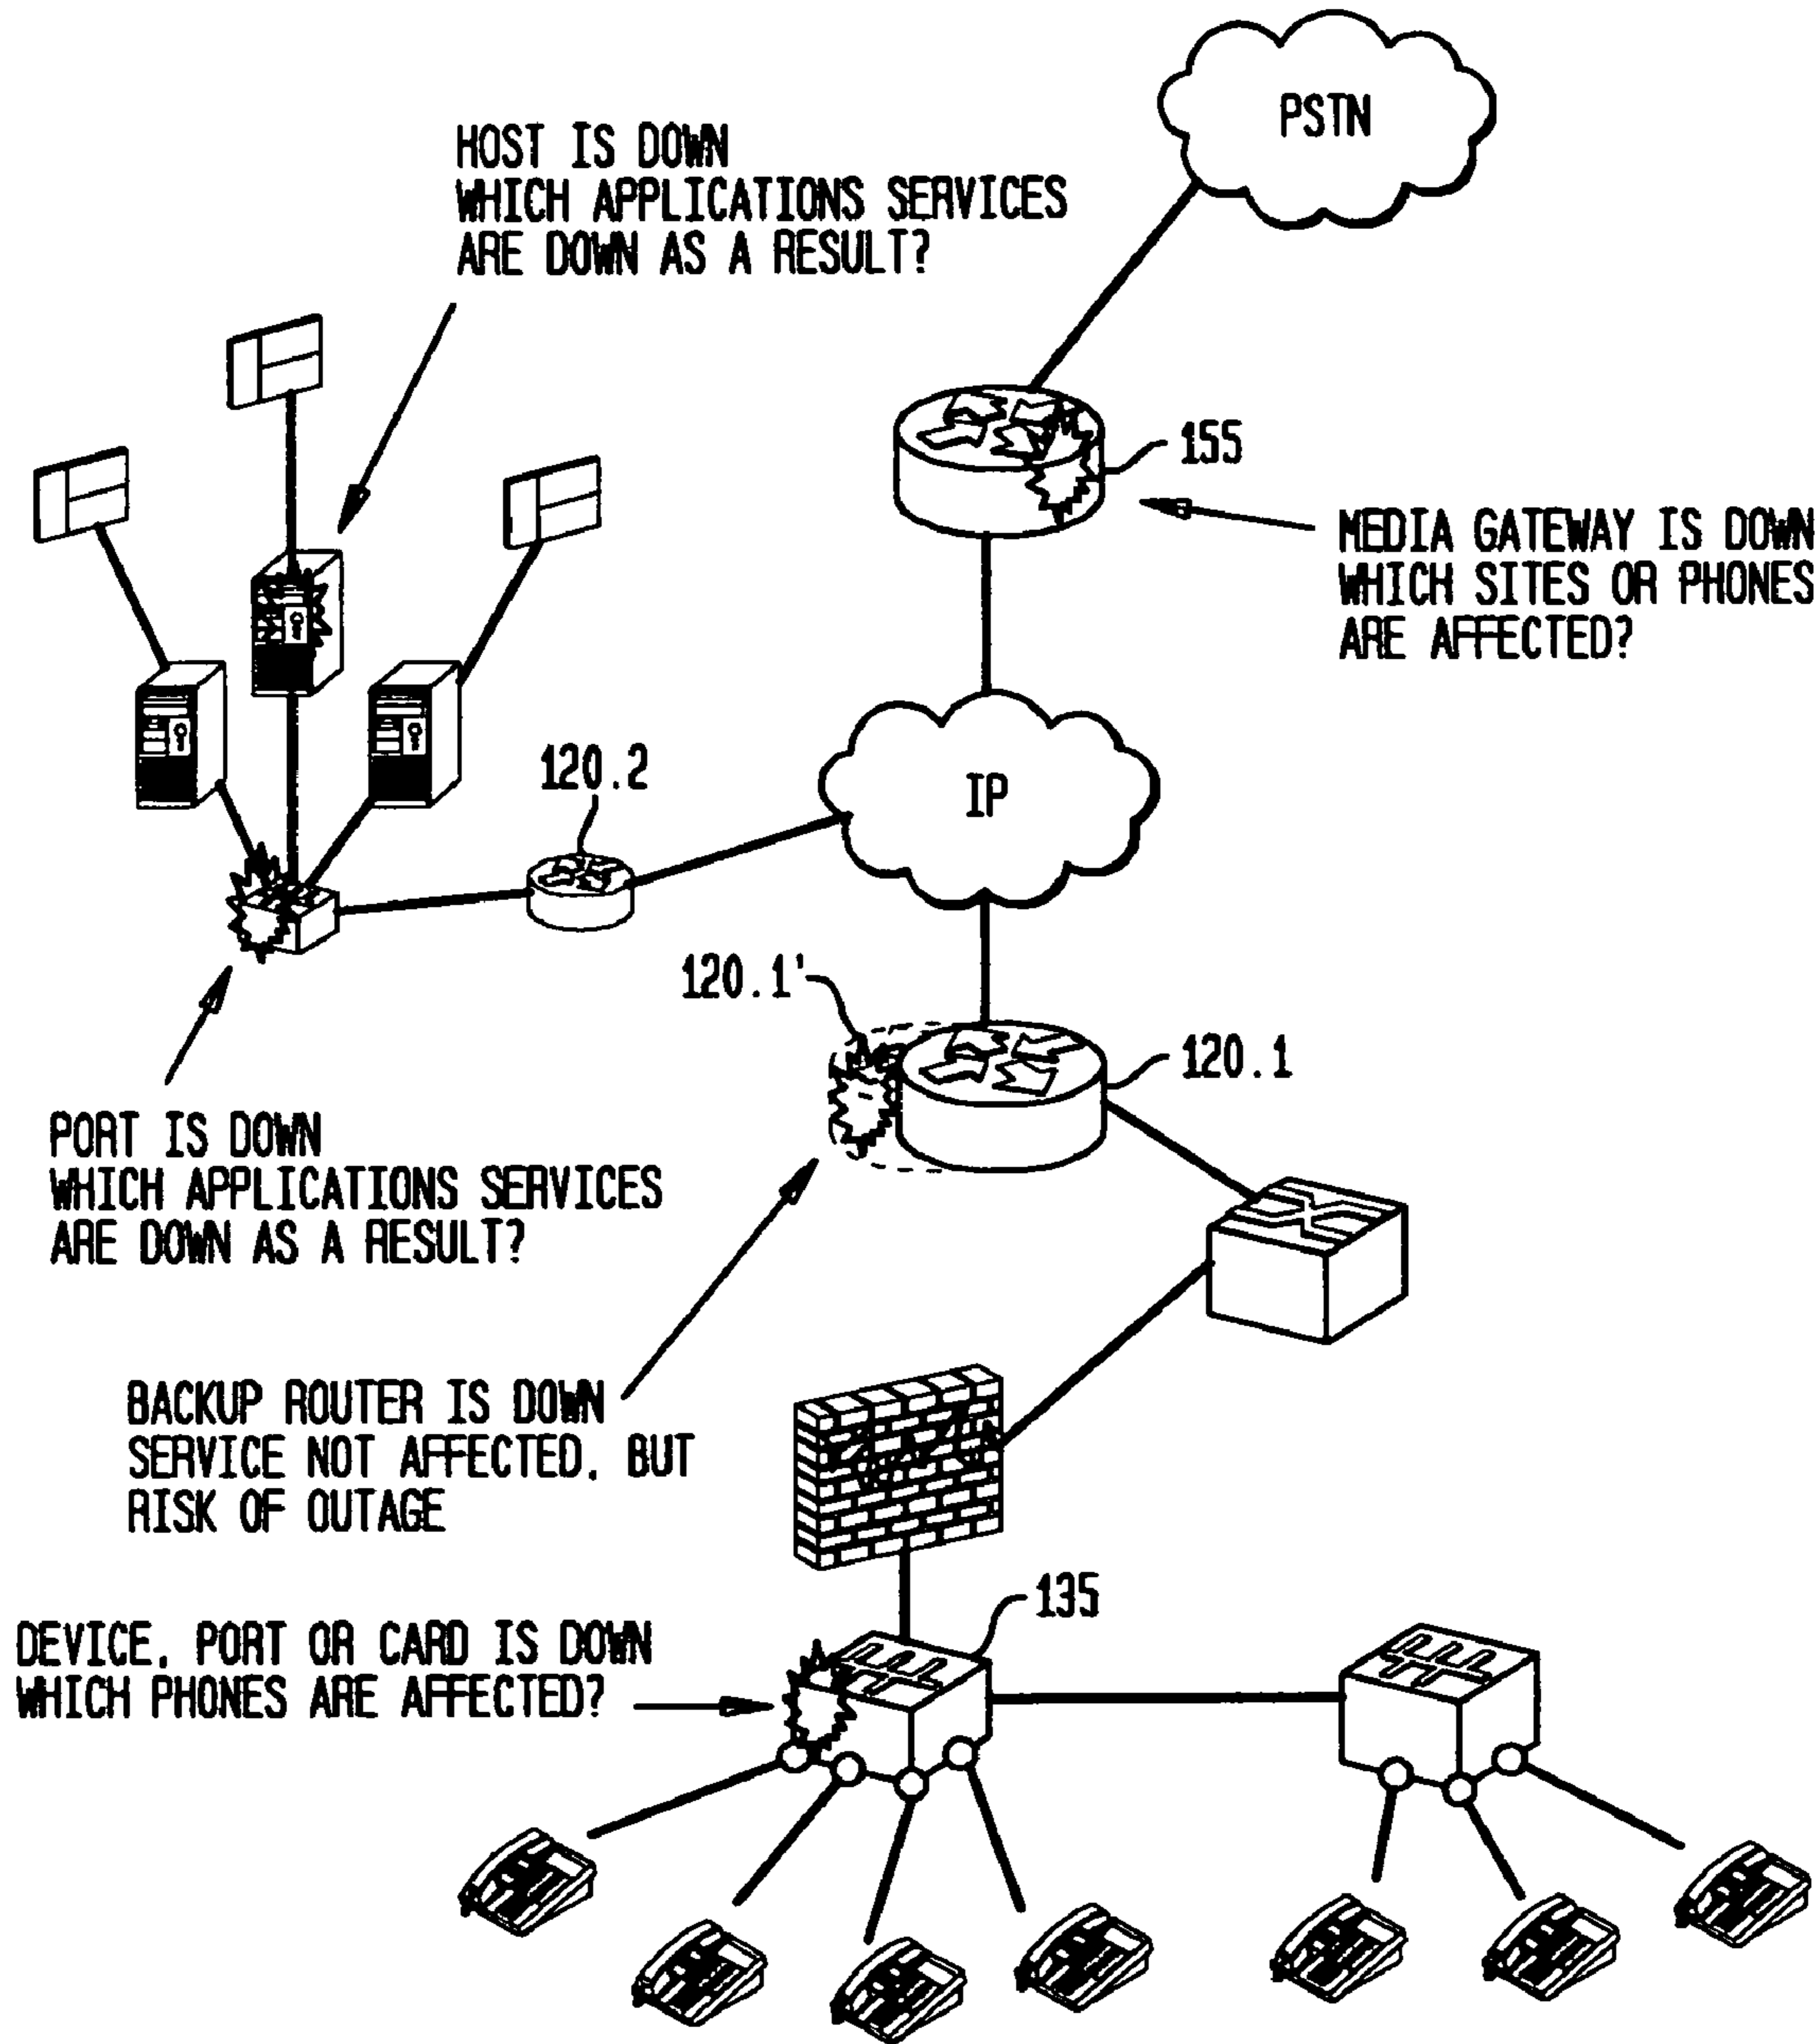 PSTN
HOST IS DOWN
WHICH APPLICATIONS SERVICES
ARE DOWN AS A RESULT?
155
MEDIA GATEWAY IS DOWN
WHICH SITES OR PHONES
ARE AFFECTED?
120.2
IP
120.1'
120.1
PORT IS DOWN
WHICH APPLICATIONS SERVICES
ARE DOWN AS A RESULT?
BACKUP ROUTER IS DOWN
SERVICE NOT AFFECTED, BUT
RISK OF OUTAGE
135
DEVICE, PORT OR CARD IS DOWN
WHICH PHONES ARE AFFECTED?